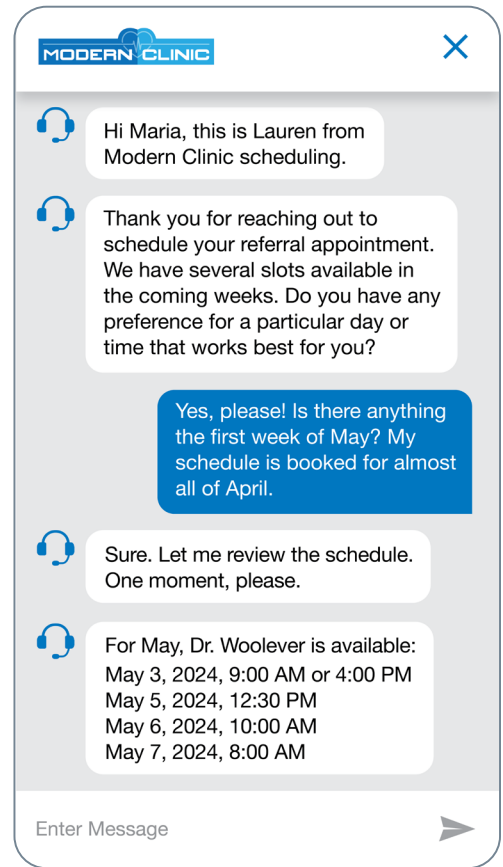 MODERN CLINIC
Hi Maria, this is Lauren from
Modern Clinic scheduling.
Thank you for reaching out to
schedule your referral appointment.
We have several slots available in
the coming weeks. Do you have any
preference for a particular day or
time that works best for you?
Yes, please! Is there anything
the first week of May? My
schedule is booked for almost
all of April.
Sure. Let me review the schedule.
One moment, please.
For May, Dr. Woolever is available:
May 3, 2024, 9:00 AM or 4:00 PM
May 5, 2024, 12:30 PM
May 6, 2024, 10:00 AM
May 7, 2024, 8:00 AM
Enter Message